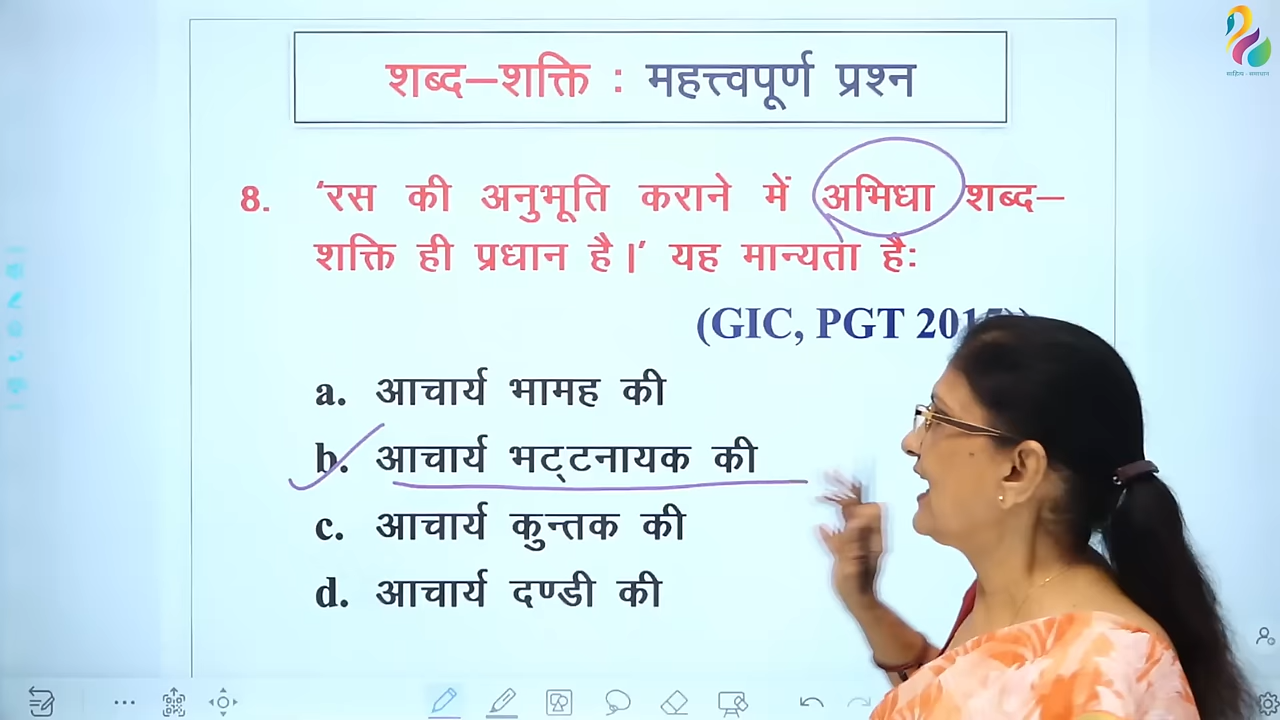 शब्द–शक्ति : महत्त्वपूर्ण प्रश्न
8. ‘रस की अनुभूति कराने में अभिधा शब्द–
शक्ति ही प्रधान है।’ यह मान्यता है:
(GIC, PGT
a. आचार्य भामह की
b. आचार्य भट्टनायक की
c. आचार्य कुन्तक की
d. आचार्य दण्डी की
साहित्य - समाधान